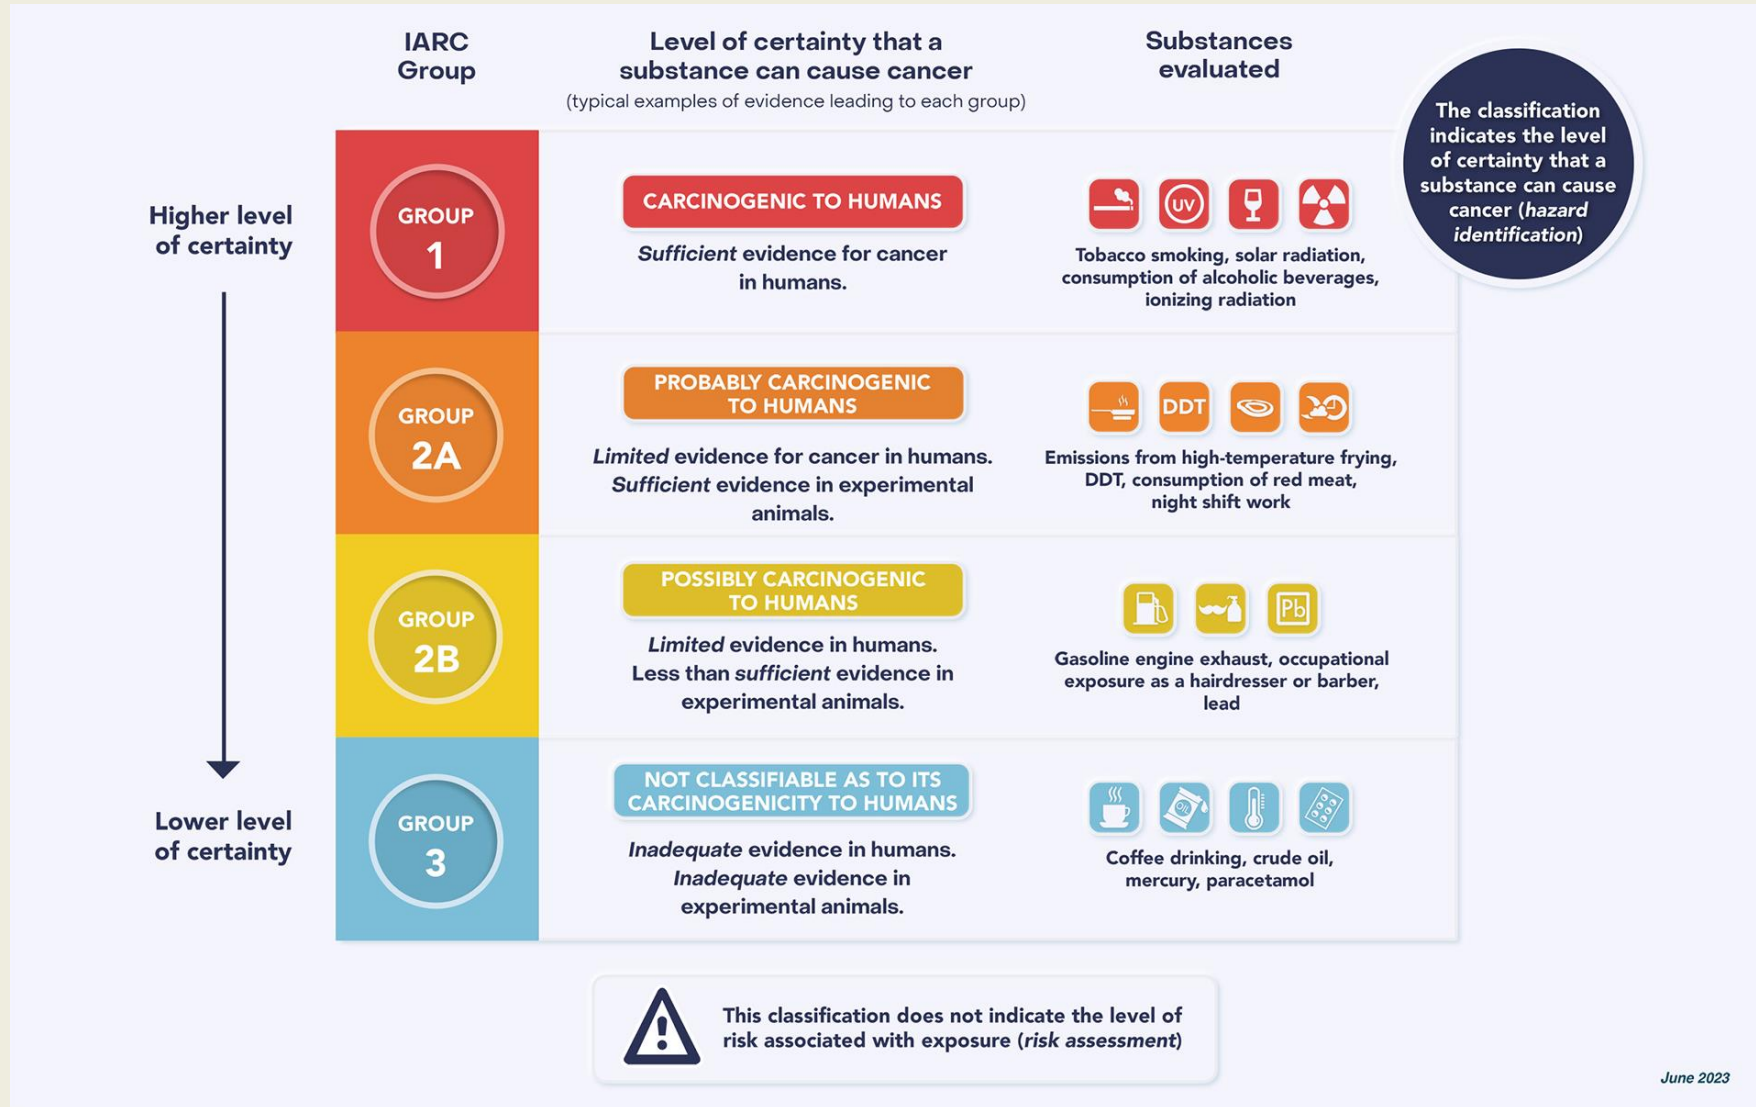 IARC
Group
Level of certainty that a
substance can cause cancer
(typical examples of evidence leading to each group)
Substances
evaluated
The classification
indicates the level
of certainty that a
substance can cause
cancer (hazard
identification)
Higher level
of certainty
GROUP
1
CARCINOGENIC TO HUMANS
Sufficient evidence for cancer
in humans.
UV
Tobacco smoking, solar radiation,
consumption of alcoholic beverages,
ionizing radiation
GROUP
2A
PROBABLY CARCINOGENIC
TO HUMANS
Limited evidence for cancer in humans.
Sufficient evidence in experimental
animals.
DDT
Emissions from high-temperature frying,
DDT, consumption of red meat,
night shift work
GROUP
2B
POSSIBLY CARCINOGENIC
TO HUMANS
Limited evidence in humans.
Less than sufficient evidence in
experimental animals.
Pb
Gasoline engine exhaust, occupational
exposure as a hairdresser or barber,
lead
Lower level
of certainty
GROUP
3
NOT CLASSIFIABLE AS TO ITS
CARCINOGENICITY TO HUMANS
Inadequate evidence in humans.
Inadequate evidence in
experimental animals.
OIL
Coffee drinking, crude oil,
mercury, paracetamol
This classification does not indicate the level of
risk associated with exposure (risk assessment)
June 2023